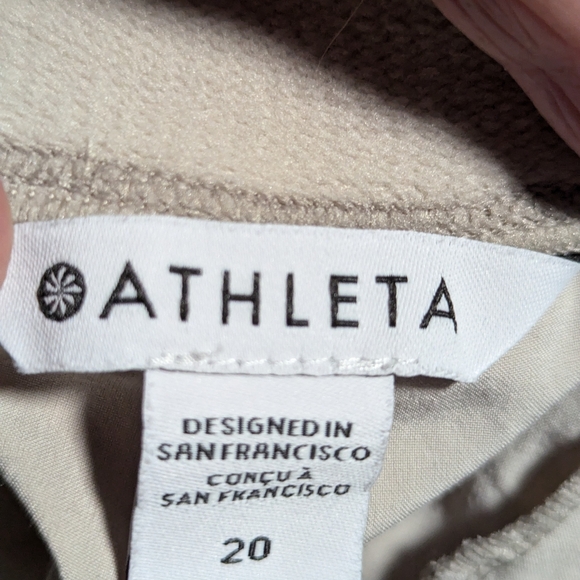 ATHLETA
DESIGNED IN
SAN FRANCISCO
CONÇU À
SAN FRANCISCO
20